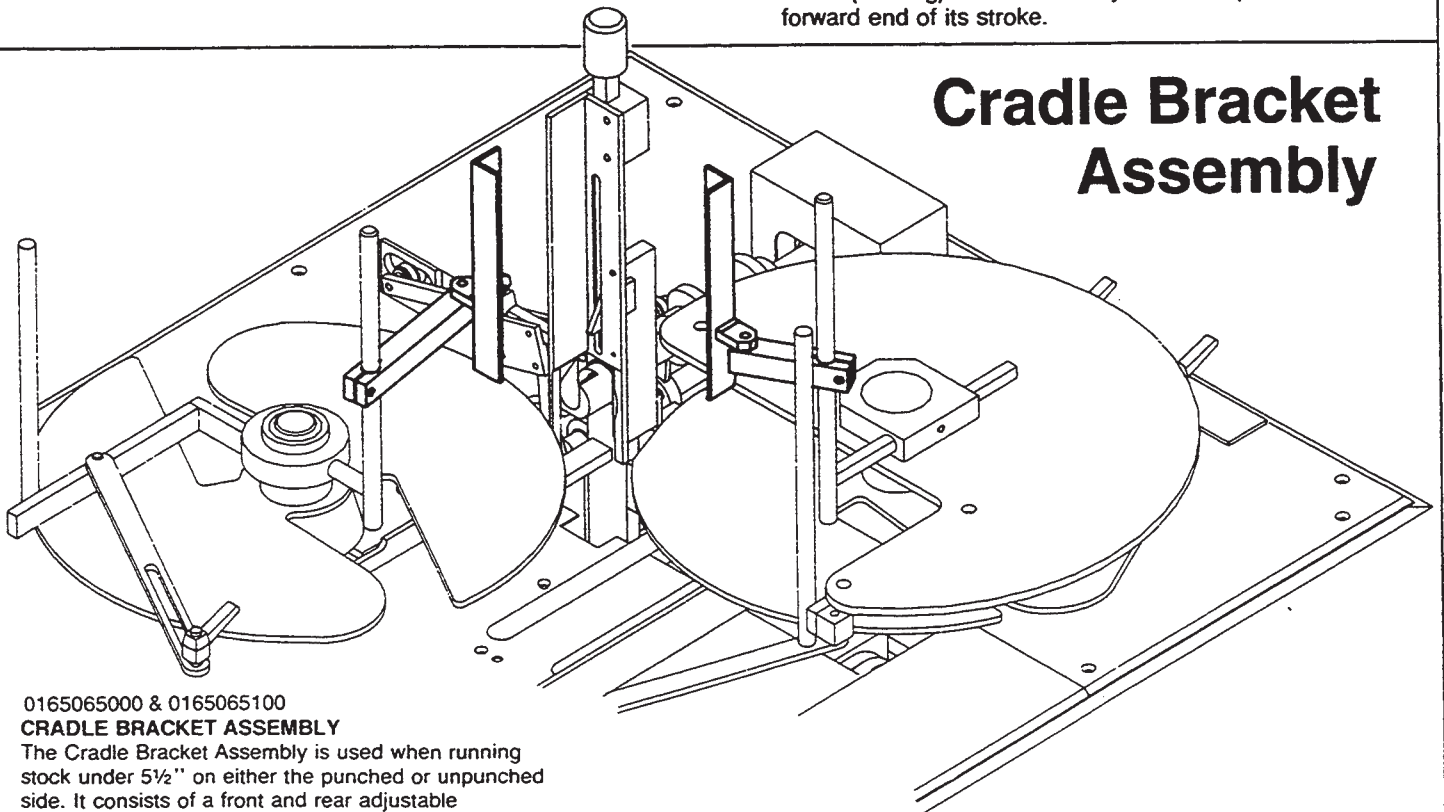 forward end of its stroke.
Cradle Bracket
Assembly
0165065000 & 0165065100
CRADLE BRACKET ASSEMBLY
The Cradle Bracket Assembly is used when running
stock under 5½" on either the punched or unpunched
side. It consists of a front and rear adjustable